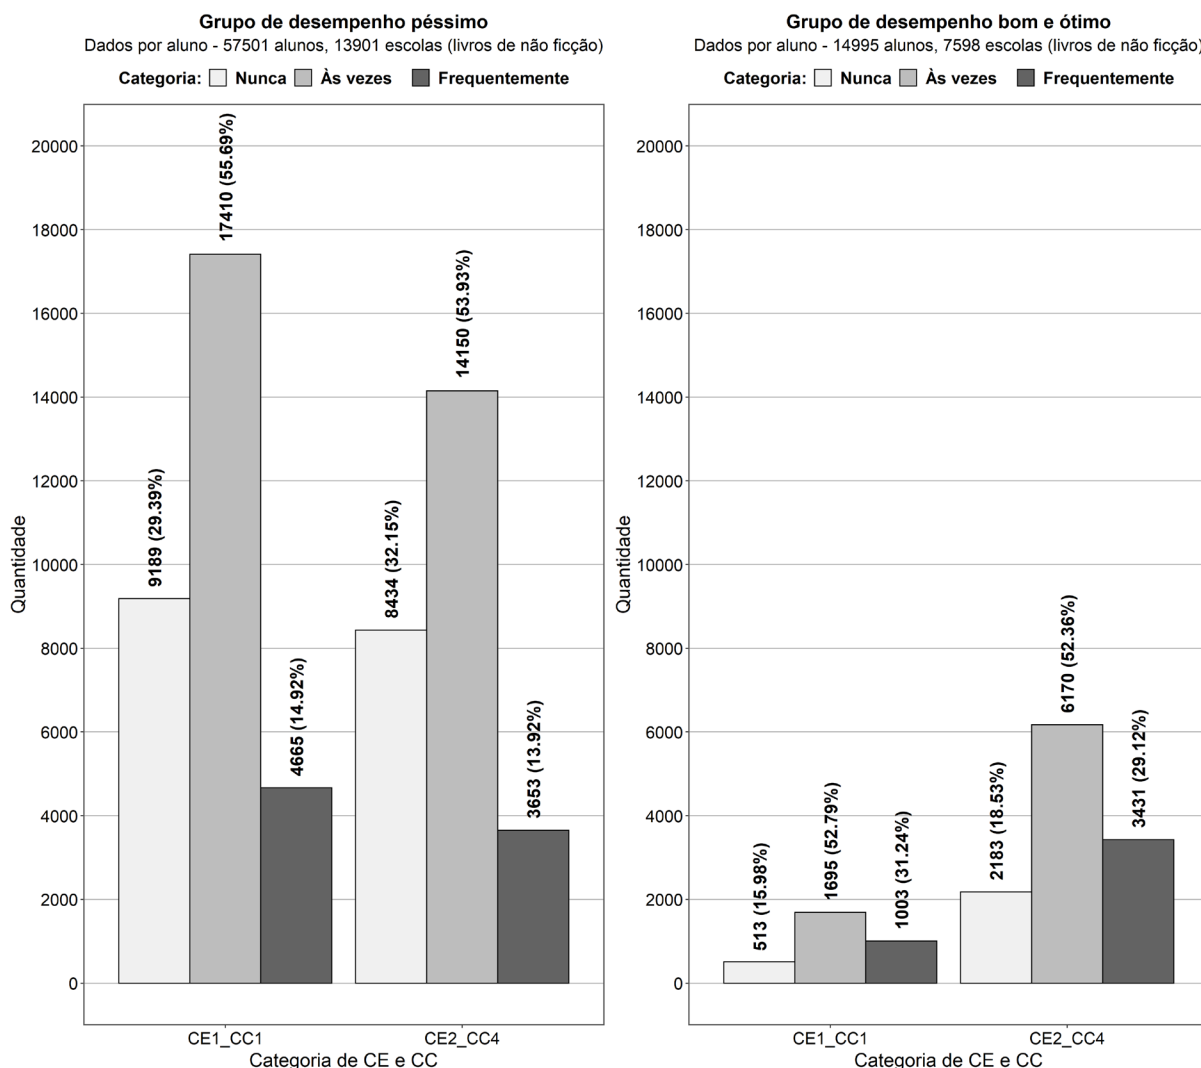 Grupo de desempenho péssimo
Dados por aluno - 57501 alunos, 13901 escolas (livros de não ficção)
Categoria: Nunca Às vezes Frequentemente
20000
18000
16000
14000
12000
10000
8000
6000
4000
2000
0
Quantidade
9189 (29.39%)
17410 (55.69%)
4665 (14.92%)
8434 (32.15%)
14150 (53.93%)
3653 (13.92%)
CE1_CC1
CE2_CC4
Categoria de CE e CC
Grupo de desempenho bom e ótimo
Dados por aluno - 14995 alunos, 7598 escolas (livros de não ficção)
Categoria: Nunca Às vezes Frequentemente
20000
18000
16000
14000
12000
10000
8000
6000
4000
2000
0
Quantidade
513 (15.98%)
1695 (52.79%)
1003 (31.24%)
2183 (18.53%)
6170 (52.36%)
3431 (29.12%)
CE1_CC1
CE2_CC4
Categoria de CE e CC